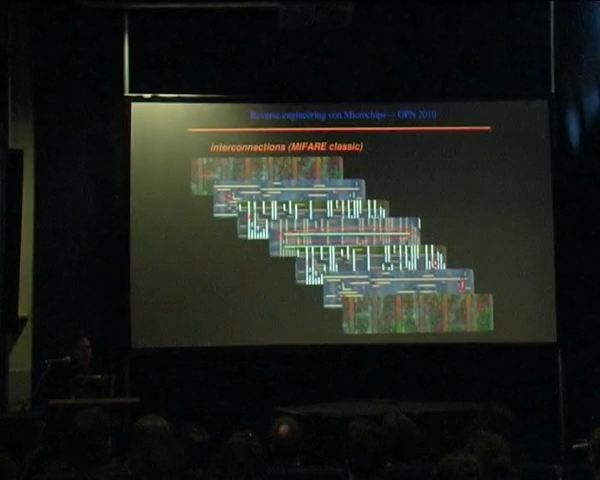 Reverse engineering von Microchips — GPN 2010
interconnections (MIFARE classic)